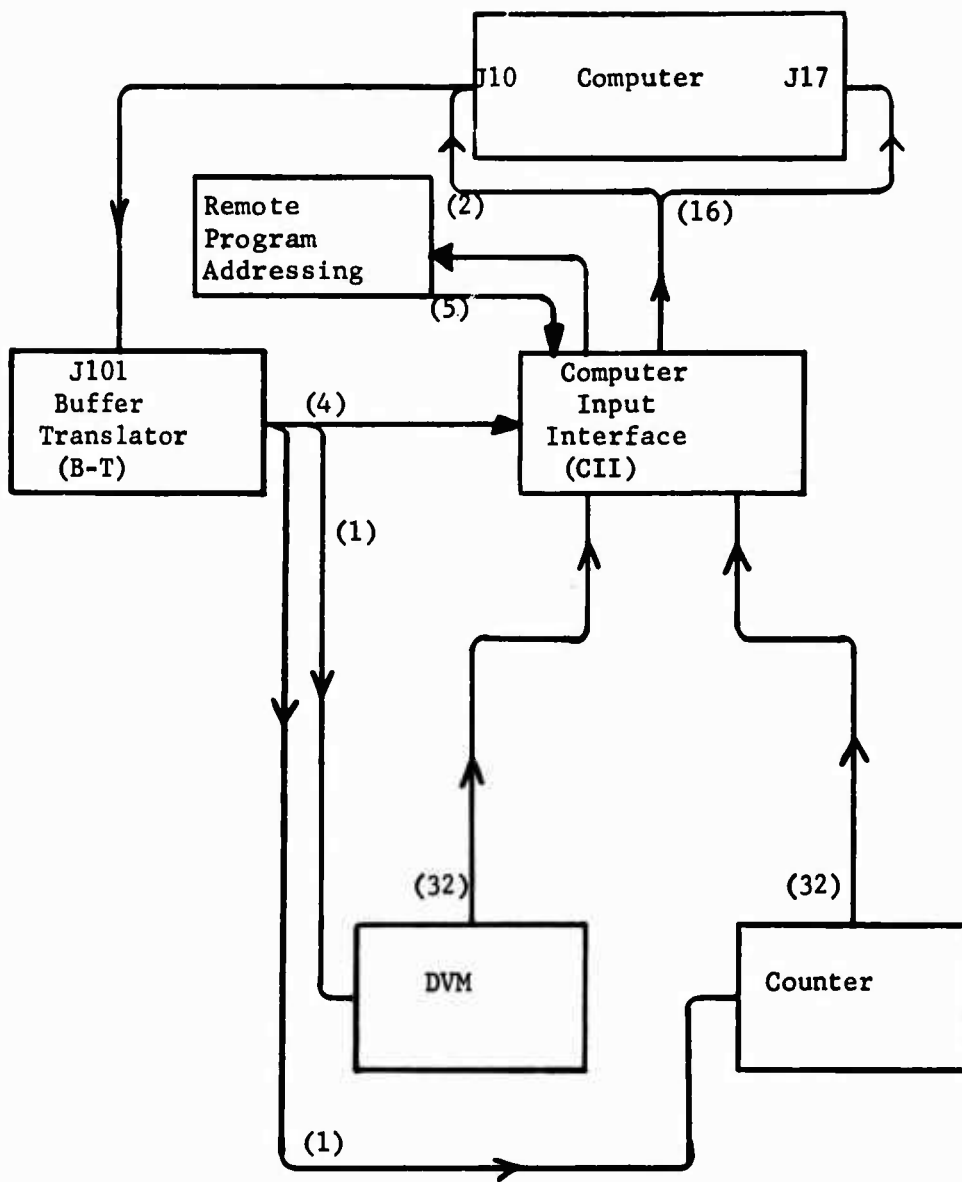 J10 Computer J17
Remote
Program
Addressing
(2)
(16)
(5)
J101
Buffer
Translator
(B-T)
(4)
Computer
Input
Interface
(CII)
(1)
(32)
(32)
DVM
Counter
(1)